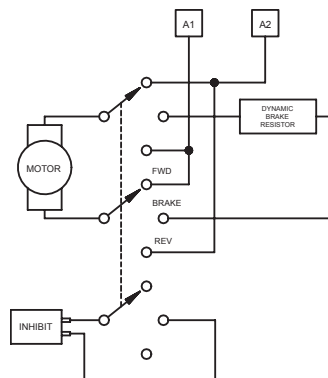 A1
A2
DYNAMIC
BRAKE
RESISTOR
MOTOR
FWD
BRAKE
REV
INHIBIT